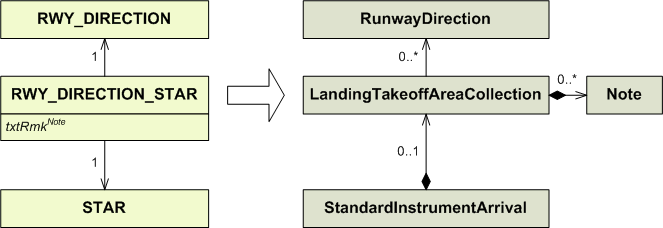 RWY_DIRECTION
1
RWY_DIRECTION_STAR
txtRmkNote
1
STAR
RunwayDirection
0..*
LandingTakeoffAreaCollection
0..*
Note
0..1
StandardInstrumentArrival